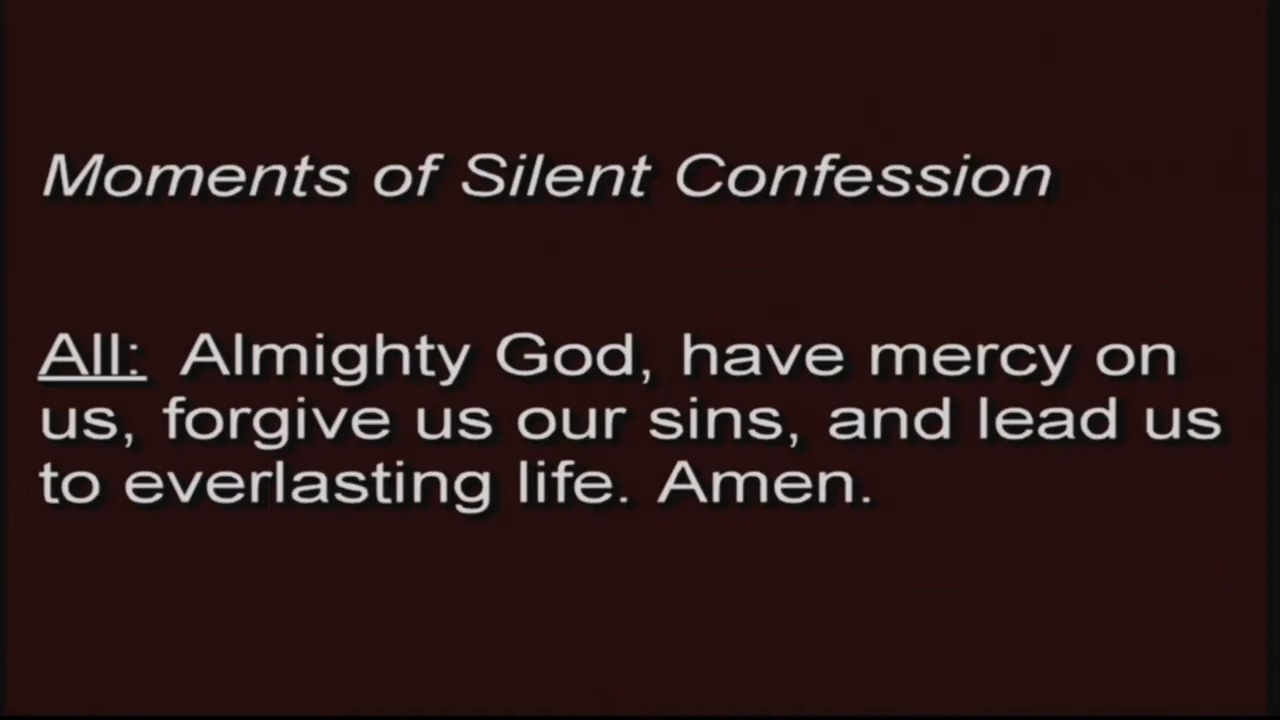 Moments of Silent Confession
All: Almighty God, have mercy on
us, forgive us our sins, and lead us
to everlasting life. Amen.